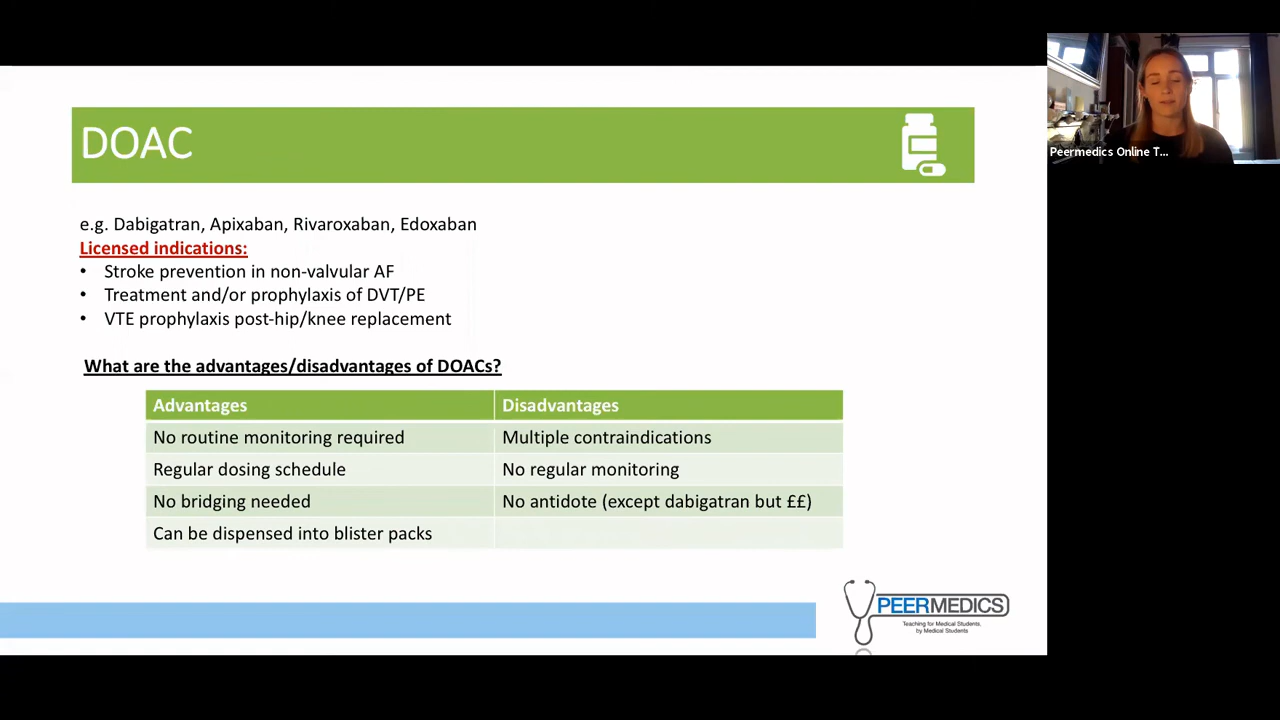 DOAC
Peermedics Online T...
e.g. Dabigatran, Apixaban, Rivaroxaban, Edoxaban
Licensed indications:
• Stroke prevention in non-valvular AF
• Treatment and/or prophylaxis of DVT/PE
• VTE prophylaxis post-hip/knee replacement
What are the advantages/disadvantages of DOACs?
Advantages Disadvantages
No routine monitoring required Multiple contraindications
Regular dosing schedule No regular monitoring
No bridging needed No antidote (except dabigatran but ££)
Can be dispensed into blister packs
PEERMEDICS
Teaching for Medical Students,
by Medical Students